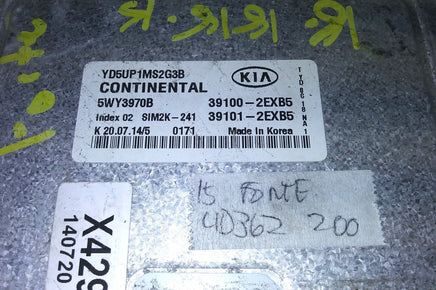 YD5UP1MS2G3B
CONTINENTAL
KIA
5WY3970B
39100-2EXB5
Index 02 SIM2K-241
39101-2EXB5
K 20.07.14/5
0171
Made in Korea
15 FORTE
4D362 200
X429
140720